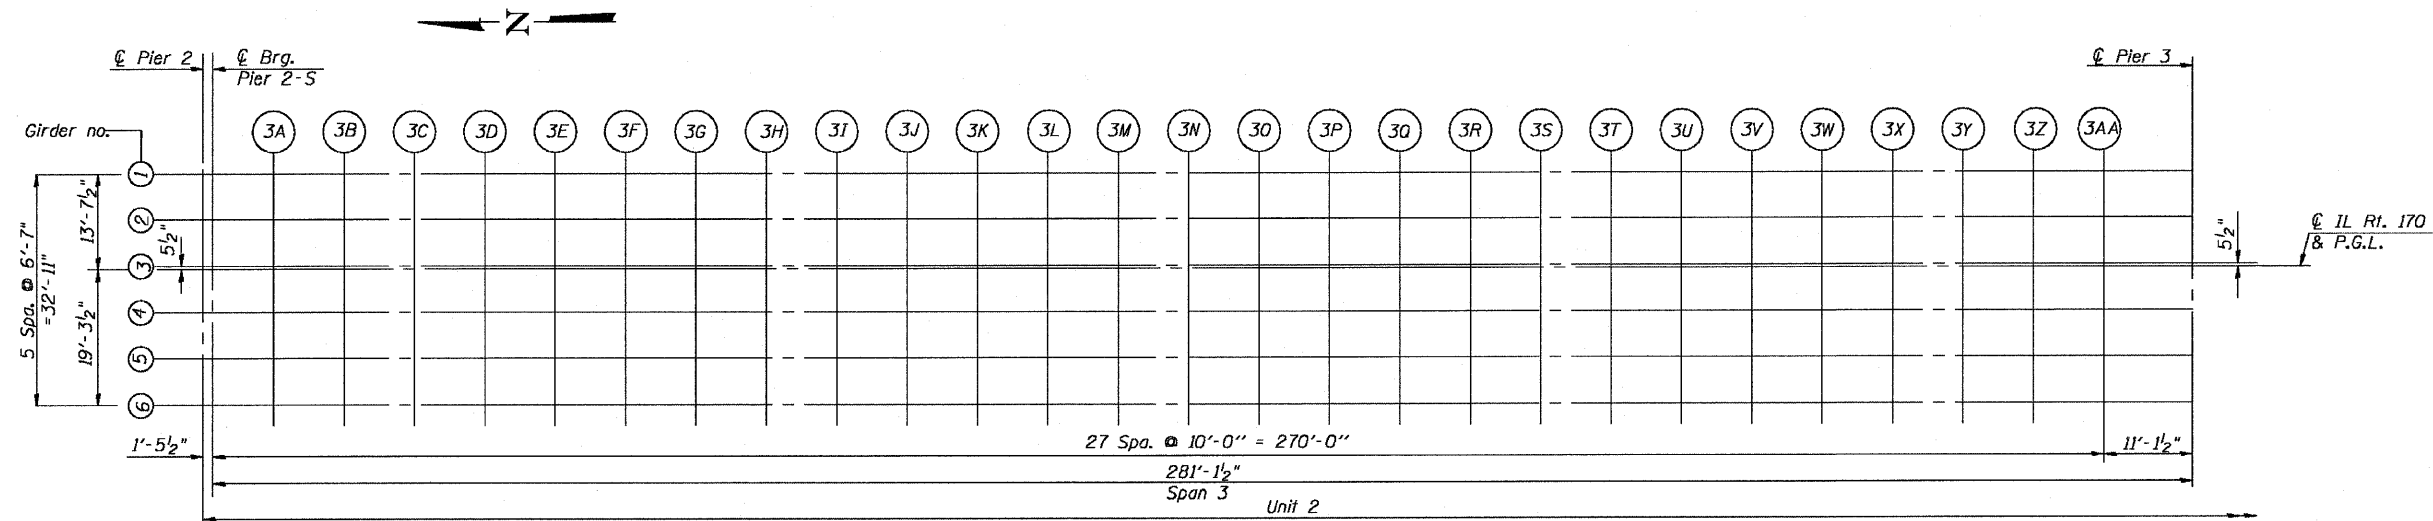 N
℄ Pier 2
℄ Brg.
Pier 2-S
℄ Pier 3
Girder no.
3A 3B 3C 3D 3E 3F 3G 3H 3I 3J 3K 3L 3M 3N 3O 3P 3Q 3R 3S 3T 3U 3V 3W 3X 3Y 3Z 3AA
1
2
3
4
5
6
5 Spa. @ 6'-7"
=32'-11"
13'-7½"
19'-3½"
5½"
5½"
℄ IL Rt. 170
& P.G.L.
1'-5½"
27 Spa. @ 10'-0'' = 270'-0''
11'-1½"
281'-1½"
Span 3
Unit 2